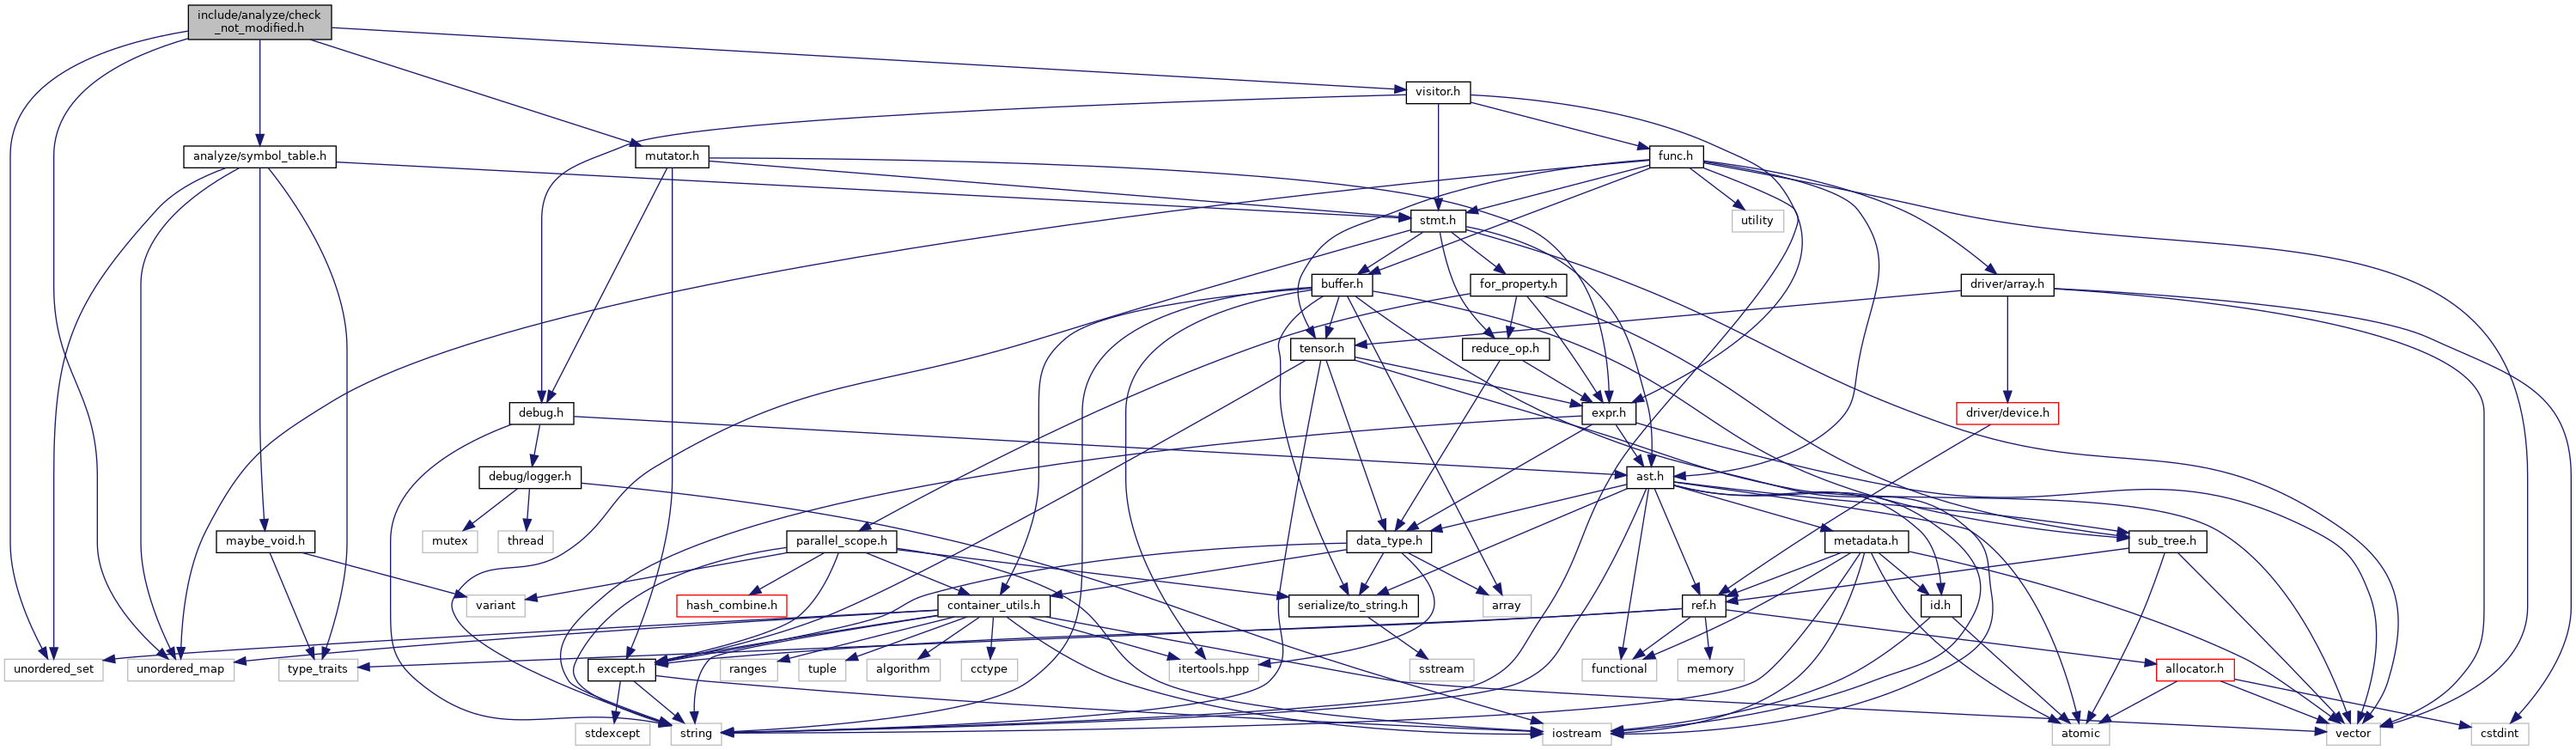 include/analyze/check
_not_modified.h
visitor.h
analyze/symbol_table.h
mutator.h
func.h
stmt.h
utility
buffer.h
for_property.h
driver/array.h
tensor.h
reduce_op.h
debug.h
expr.h
driver/device.h
debug/logger.h
ast.h
mutex
thread
maybe_void.h
parallel_scope.h
data_type.h
metadata.h
sub_tree.h
variant
hash_combine.h
container_utils.h
serialize/to_string.h
array
ref.h
id.h
unordered_set
unordered_map
type_traits
except.h
ranges
tuple
algorithm
cctype
itertools.hpp
sstream
functional
memory
allocator.h
stdexcept
string
iostream
atomic
vector
cstdint